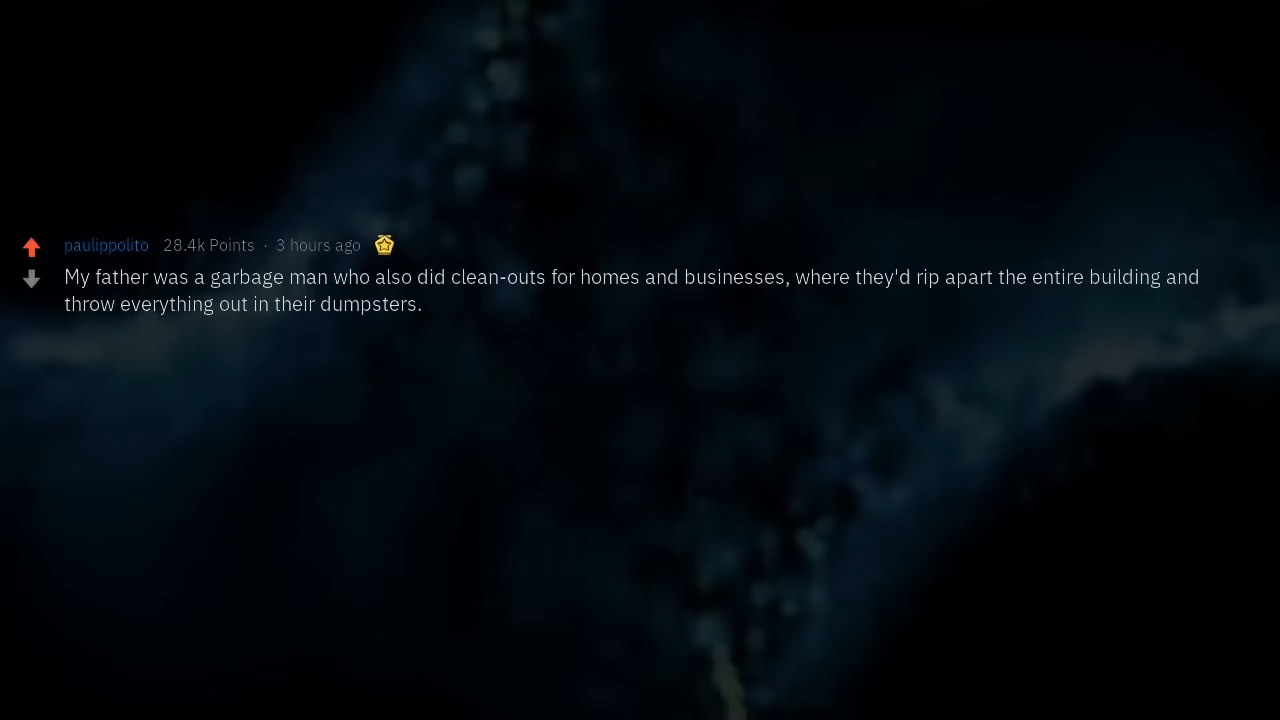 paulippolito 28.4k Points · 3 hours ago
My father was a garbage man who also did clean-outs for homes and businesses, where they'd rip apart the entire building and
throw everything out in their dumpsters.